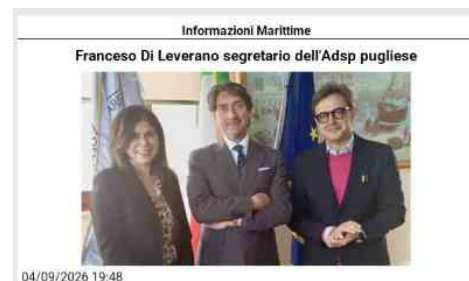 Informazioni Marittime
Franceso Di Leverano segretario dell'Adsp pugliese
04/09/2026 19:48